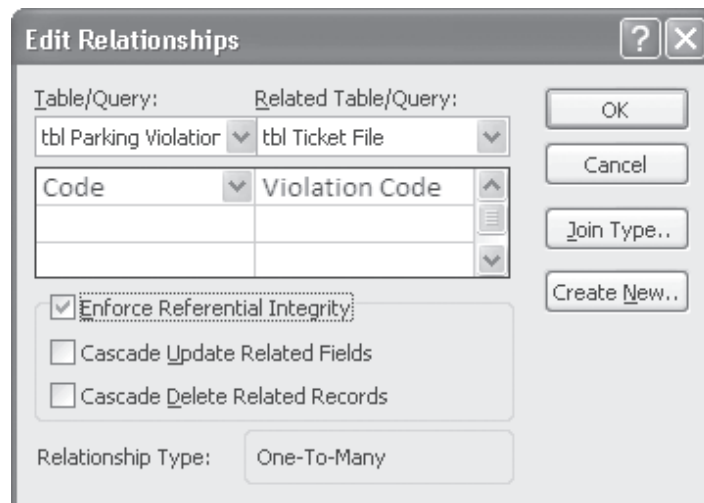 Edit Relationships
Table/Query: Related Table/Query:
tbl Parking Violation tbl Ticket File
Code Violation Code
Enforce Referential Integrity
Cascade Update Related Fields
Cascade Delete Related Records
Relationship Type: One-To-Many
OK
Cancel
Join Type..
Create New..